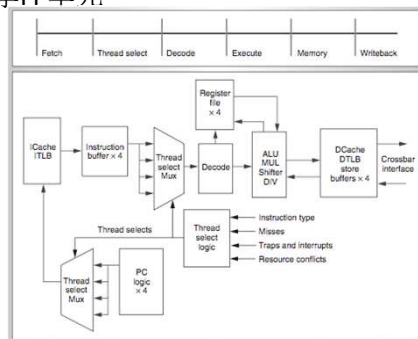 Fetch Thread select Decode Execute Memory Writeback
Register
file
× 4
ICache
ITLB
Instruction
buffer × 4
Thread
select
Mux
Decode
ALU
MUL
Shifter
DIV
DCache
DTLB
store
buffers × 4
Crossbar
interface
Thread selects
Thread
select
logic
Instruction type
Misses
Traps and interrupts
Resource conflicts
Thread
select
Mux
PC
logic
× 4